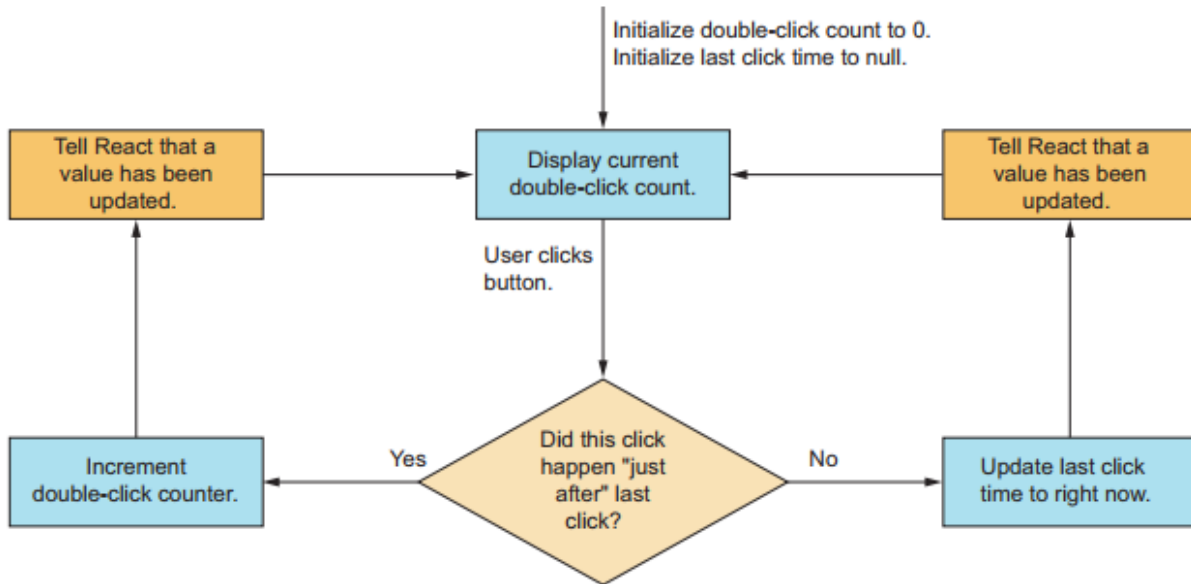 Initialize double-click count to 0.
Initialize last click time to null.
Tell React that a
value has been
updated.
Display current
double-click count.
Tell React that a
value has been
updated.
User clicks
button.
Increment
double-click counter.
Yes
Did this click
happen "just
after" last
click?
No
Update last click
time to right now.